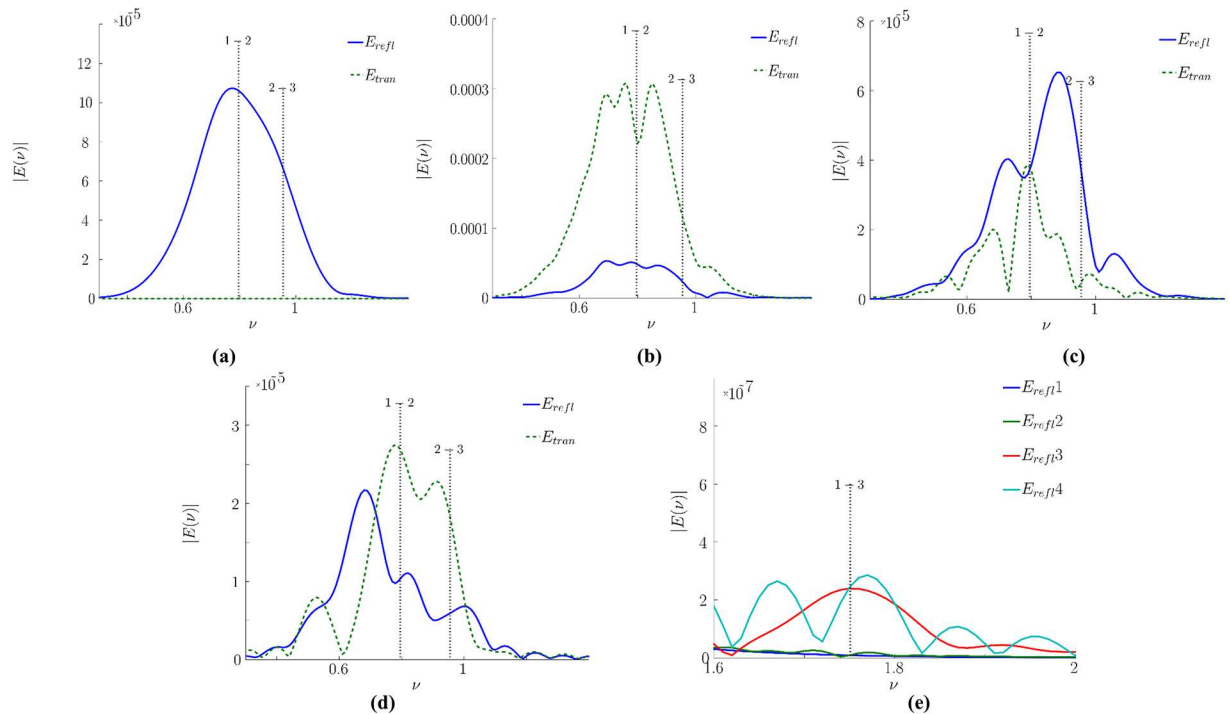 ×10⁻⁵
12
10
8
6
4
2
0
0.6
1
|E(ν)|
ν
1 − 2
2 − 3
E_refl
E_tran
(a)
0.0004
0.0003
0.0002
0.0001
0.0000
0.6
1
|E(ν)|
ν
1 − 2
2 − 3
E_refl
E_tran
(b)
×10⁻⁵
8
6
4
2
0
0.6
1
|E(ν)|
ν
1 − 2
2 − 3
E_refl
E_tran
(c)
×10⁻⁵
3
2
1
0
0.6
1
|E(ν)|
ν
1 − 2
2 − 3
E_refl
E_tran
(d)
×10⁻⁷
8
6
4
2
0
1.6
1.8
2
|E(ν)|
ν
1 − 3
E_refl1
E_refl2
E_refl3
E_refl4
(e)